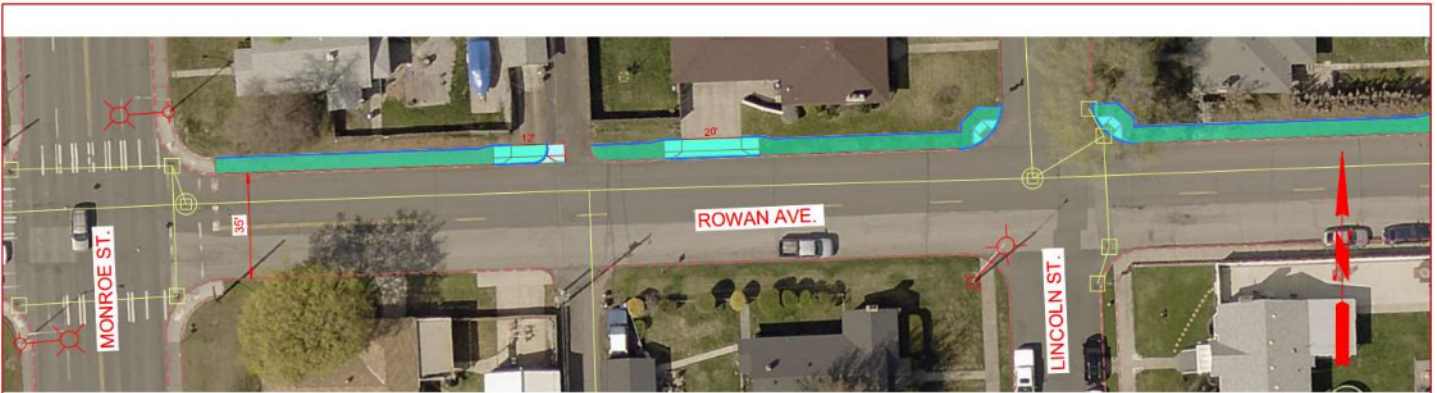 12'
20'
35'
ROWAN AVE.
MONROE ST.
LINCOLN ST.